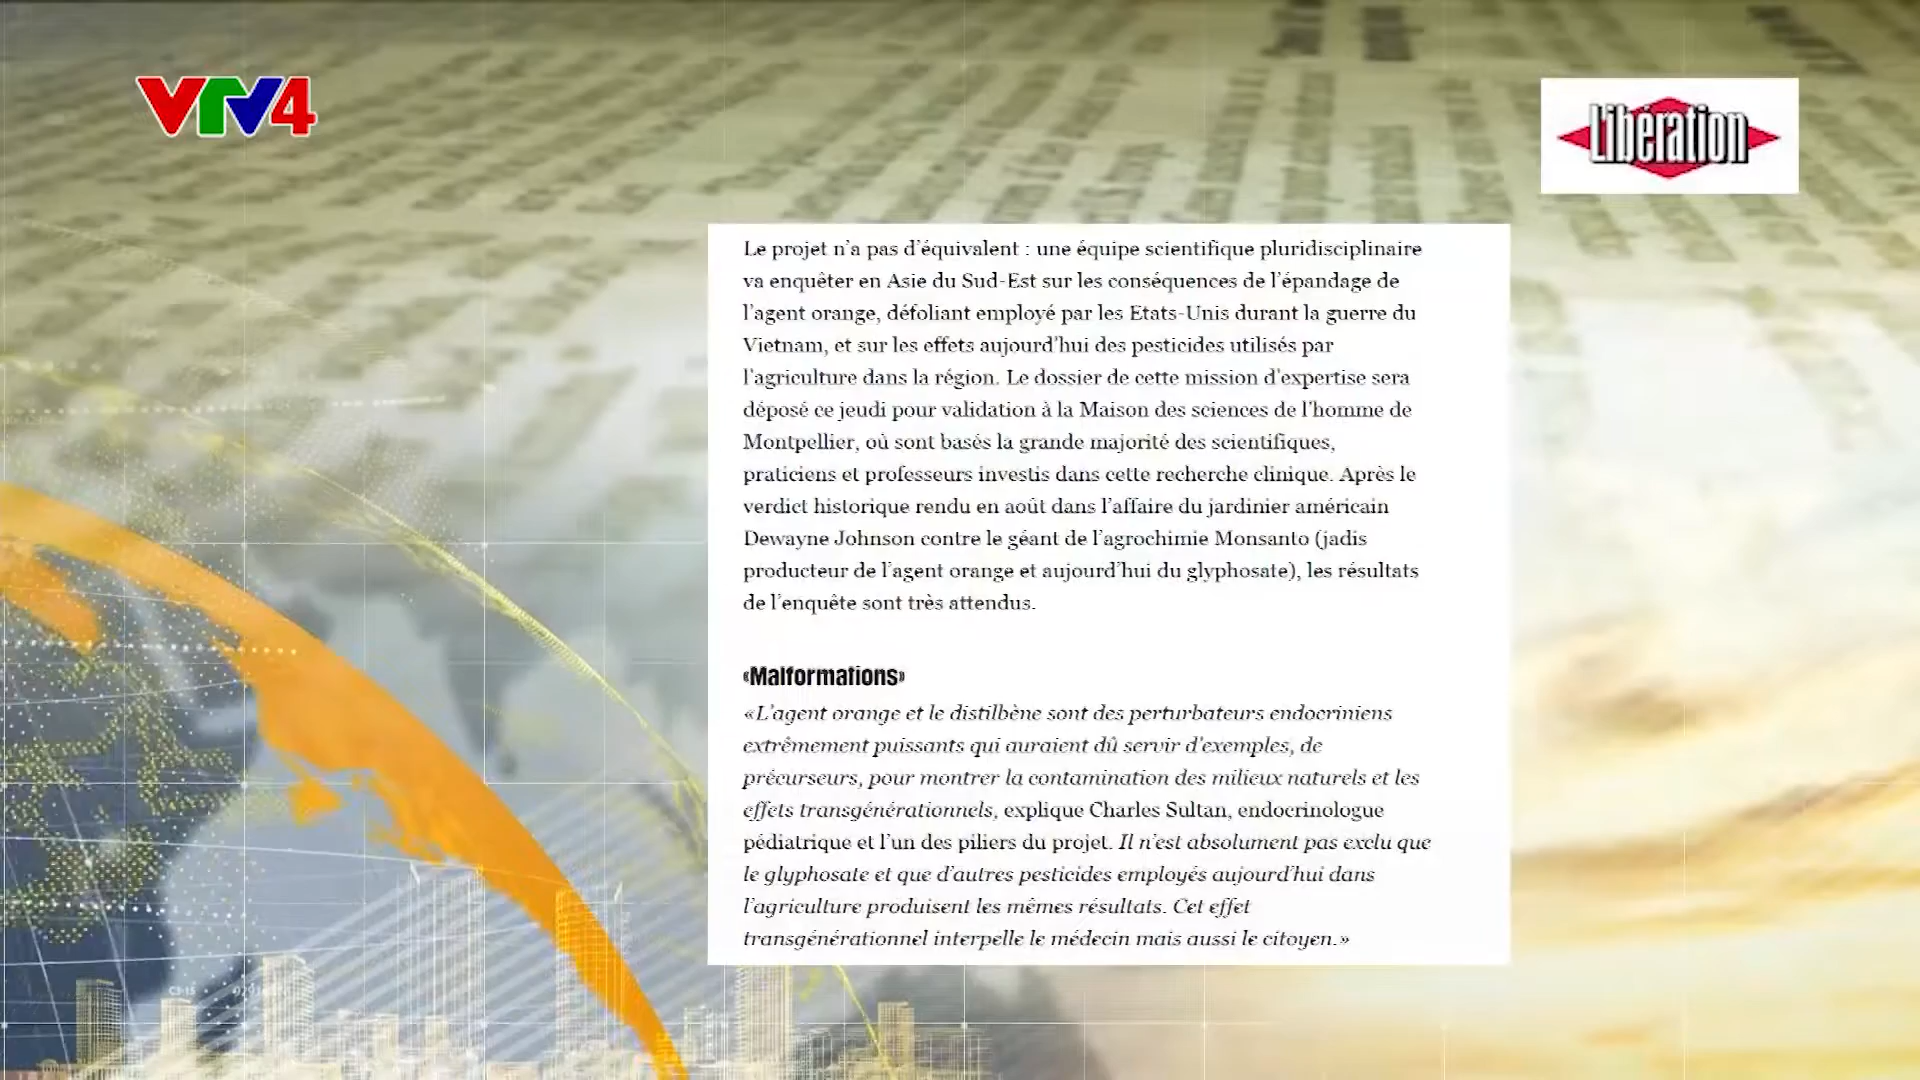 VTV4
Libération
Le projet n'a pas d'équivalent : une équipe scientifique pluridisciplinaire
va enquêter en Asie du Sud-Est sur les conséquences de l'épandage de
l'agent orange, défoliant employé par les Etats-Unis durant la guerre du
Vietnam, et sur les effets aujourd'hui des pesticides utilisés par
l'agriculture dans la région. Le dossier de cette mission d'expertise sera
déposé ce jeudi pour validation à la Maison des sciences de l'homme de
Montpellier, où sont basés la grande majorité des scientifiques,
praticiens et professeurs investis dans cette recherche clinique. Après le
verdict historique rendu en août dans l'affaire du jardinier américain
Dewayne Johnson contre le géant de l'agrochimie Monsanto (jadis
producteur de l'agent orange et aujourd'hui du glyphosate), les résultats
de l'enquête sont très attendus.
«Malformations»
«L'agent orange et le distilbène sont des perturbateurs endocriniens
extrêmement puissants qui auraient dû servir d'exemples, de
précurseurs, pour montrer la contamination des milieux naturels et les
effets transgénérationnels, explique Charles Sultan, endocrinologue
pédiatrique et l'un des piliers du projet. Il n'est absolument pas exclu que
le glyphosate et que d'autres pesticides employés aujourd'hui dans
l'agriculture produisent les mêmes résultats. Cet effet
transgénérationnel interpelle le médecin mais aussi le citoyen.»